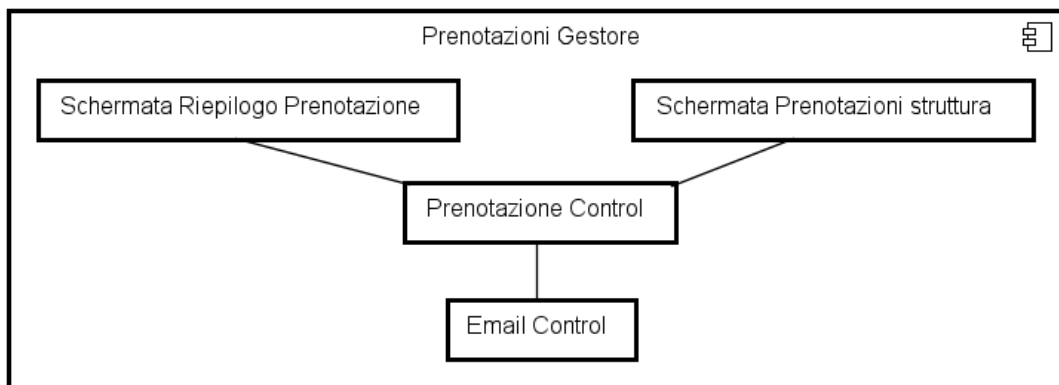 Prenotazioni Gestore
Schermata Riepilogo Prenotazione
Schermata Prenotazioni struttura
Prenotazione Control
Email Control